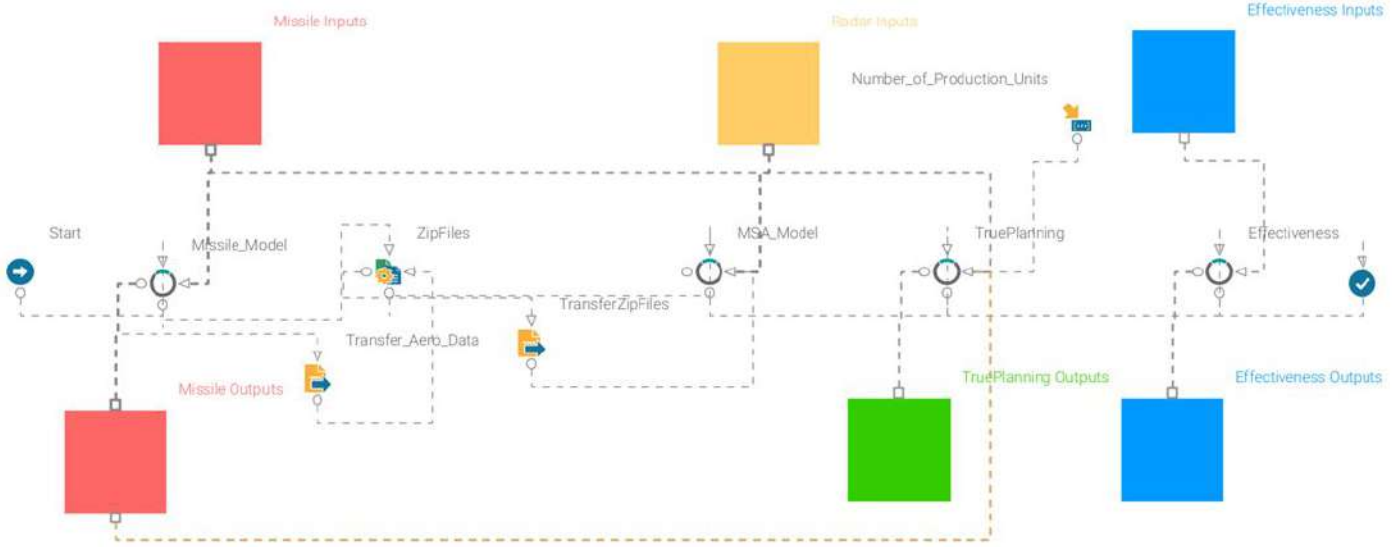 Missile Inputs
Radar Inputs
Effectiveness Inputs
Number_of_Production_Units
Start
Missile_Model
ZipFiles
MSA_Model
TruePlanning
Effectiveness
TransferZipFiles
Transfer_Aero_Data
Missile Outputs
TruePlanning Outputs
Effectiveness Outputs